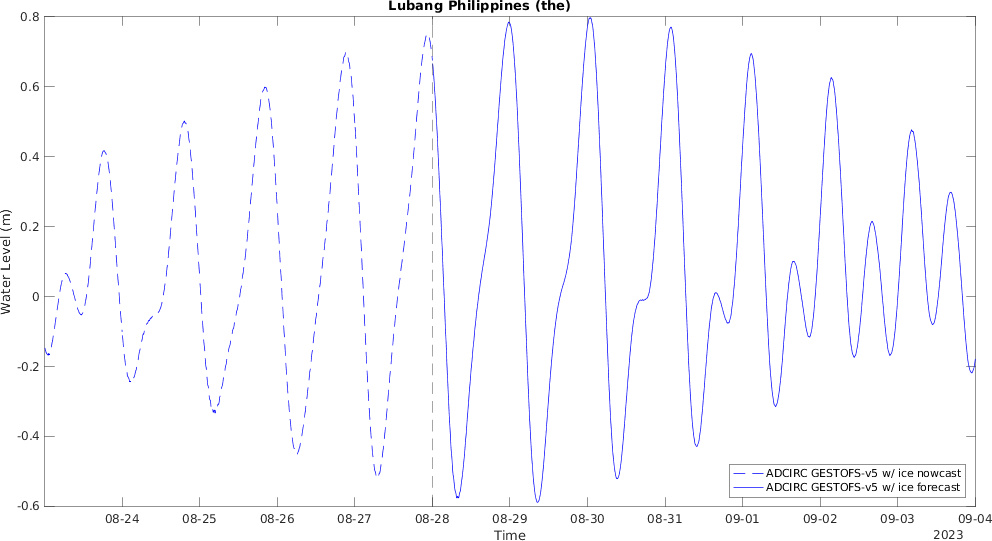 Lubang Philippines (the)
Water Level (m)
0.8
0.6
0.4
0.2
0
-0.2
-0.4
-0.6
ADCIRC GESTOFS-v5 w/ ice nowcast
ADCIRC GESTOFS-v5 w/ ice forecast
08-24 08-25 08-26 08-27 08-28 08-29 08-30 08-31 09-01 09-02 09-03 09-04
Time
2023